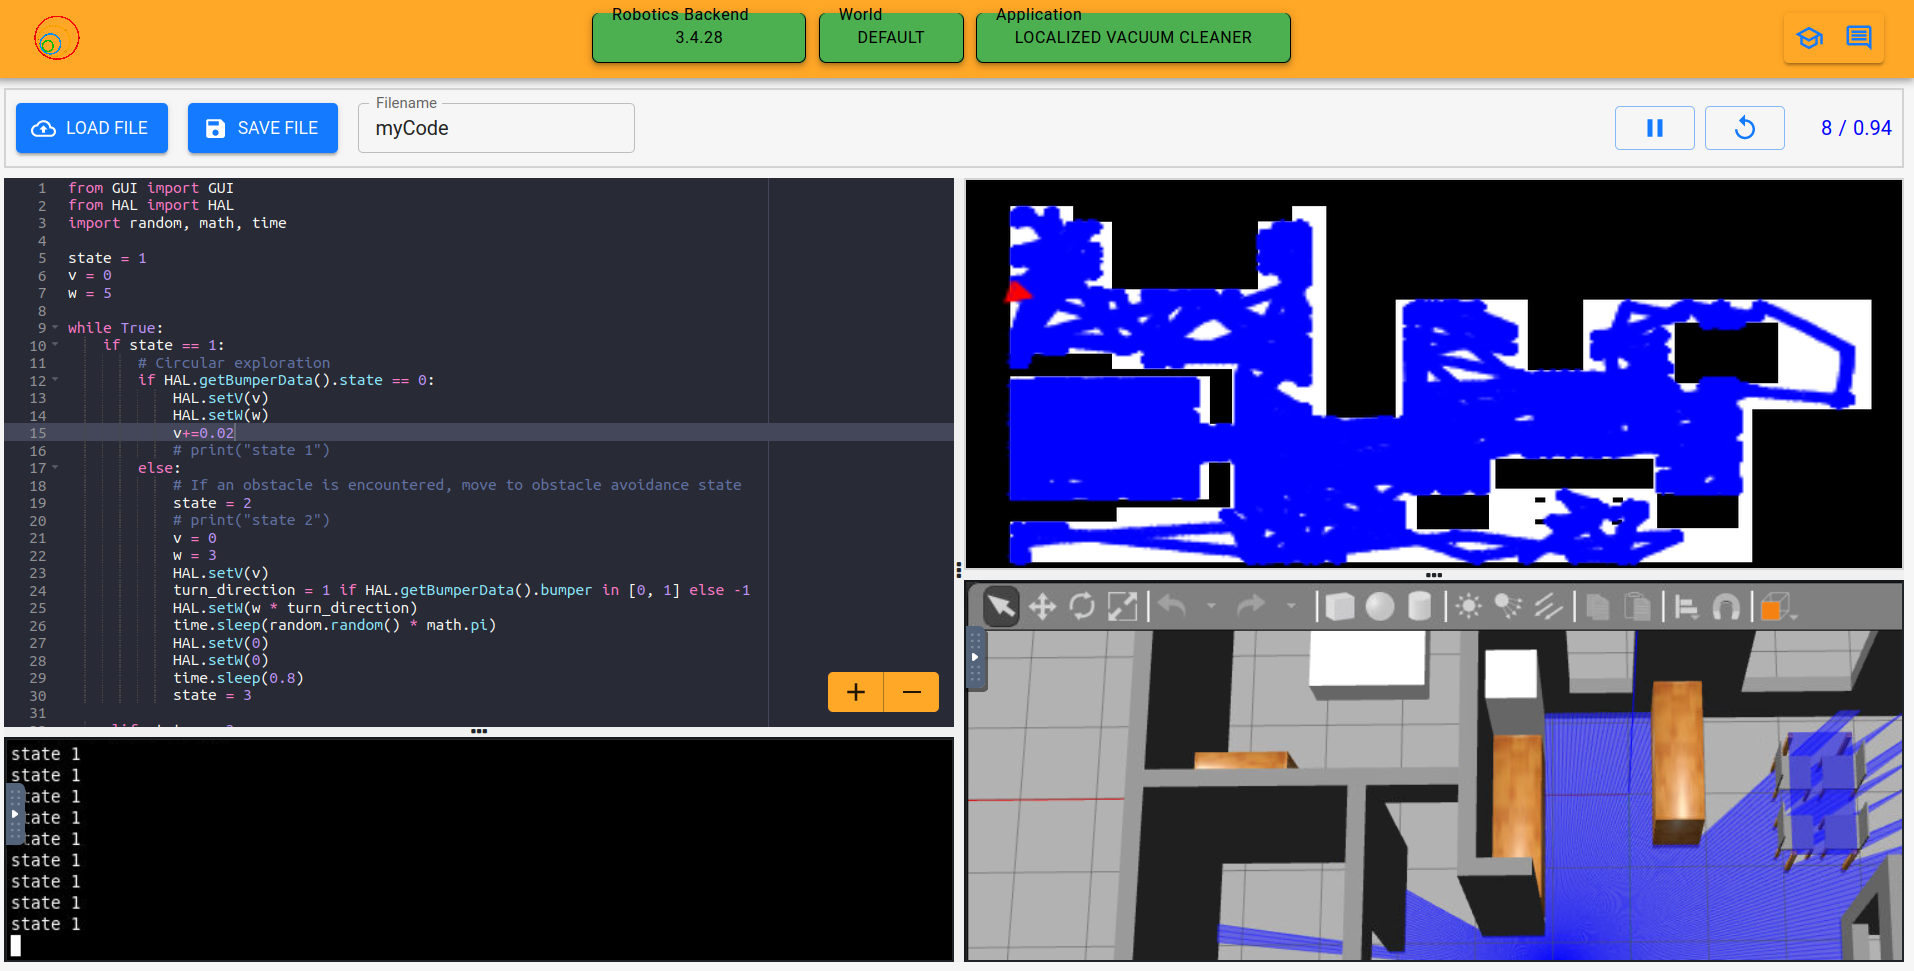 Robotics Backend
3.4.28
World
DEFAULT
Application
LOCALIZED VACUUM CLEANER
LOAD FILE
SAVE FILE
Filename
myCode
8 / 0.94
1 from GUI import GUI
2 from HAL import HAL
3 import random, math, time
4
5 state = 1
6 v = 0
7 w = 5
8
9 while True:
10 if state == 1:
11 # Circular exploration
12 if HAL.getBumperData().state == 0:
13 HAL.setV(v)
14 HAL.setW(w)
15 v+=0.02
16 # print("state 1")
17 else:
18 # If an obstacle is encountered, move to obstacle avoidance state
19 state = 2
20 # print("state 2")
21 v = 0
22 w = 3
23 HAL.setV(v)
24 turn_direction = 1 if HAL.getBumperData().bumper in [0, 1] else -1
25 HAL.setW(w * turn_direction)
26 time.sleep(random.random() * math.pi)
27 HAL.setV(0)
28 HAL.setW(0)
29 time.sleep(0.8)
30 state = 3
31
+ −
state 1
state 1
tate 1
tate 1
tate 1
state 1
state 1
state 1
state 1